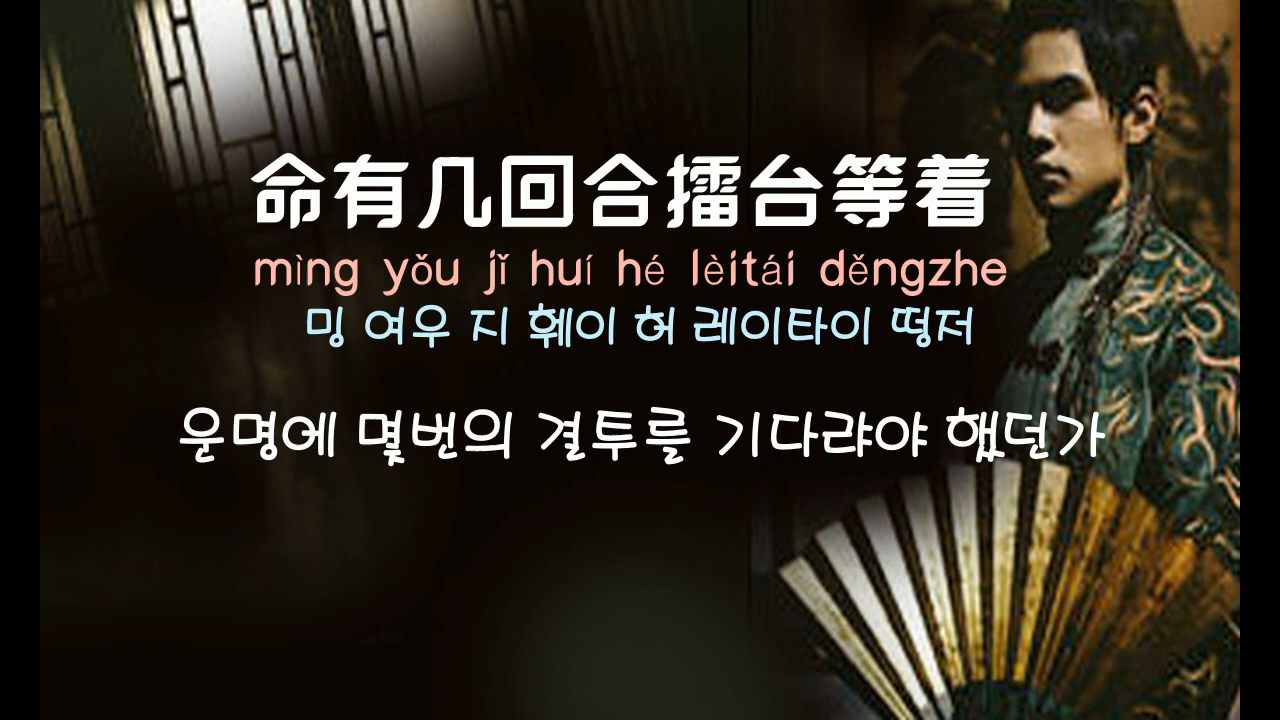 命有几回合擂台等着
mìng yǒu jǐ huí hé lèitái děngzhe
밍 여우 지 훼이 허 레이타이 떵저
운명에 몇번의 결투를 기다랴야 했던가